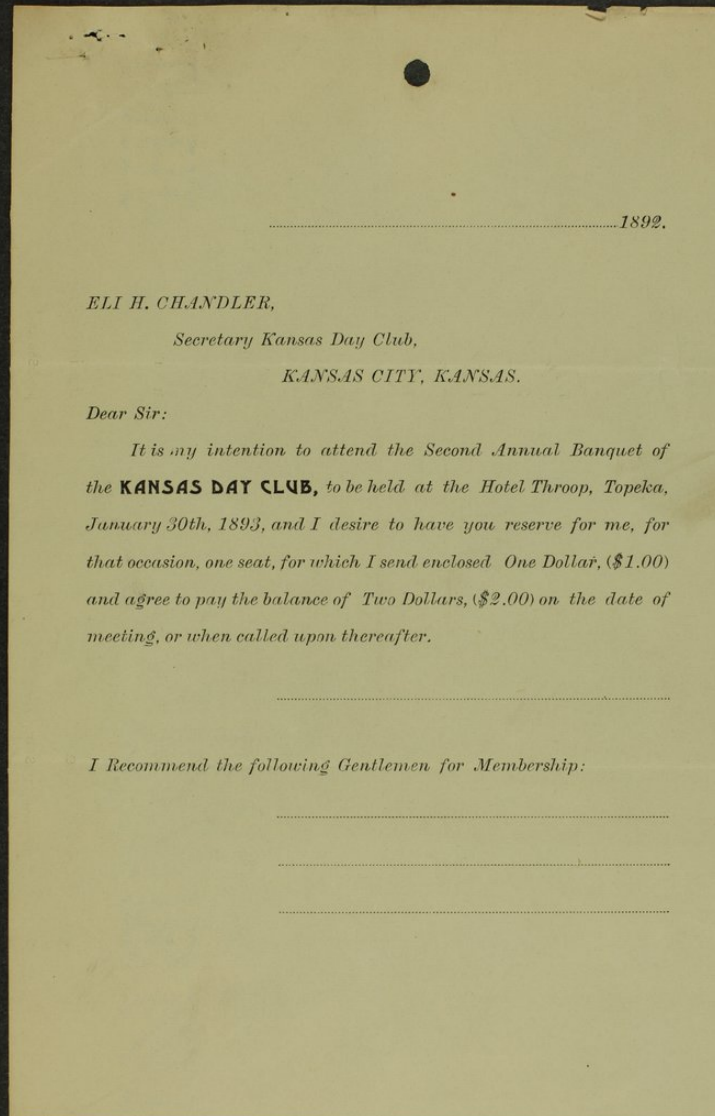 1892.
ELI H. CHANDLER,
Secretary Kansas Day Club,
KANSAS CITY, KANSAS.
Dear Sir:
It is my intention to attend the Second Annual Banquet of
the KANSAS DAY CLUB, to be held at the Hotel Throop, Topeka,
January 30th, 1893, and I desire to have you reserve for me, for
that occasion, one seat, for which I send enclosed One Dollar, ($1.00)
and agree to pay the balance of Two Dollars, ($2.00) on the date of
meeting, or when called upon thereafter.
I Recommend the following Gentlemen for Membership: